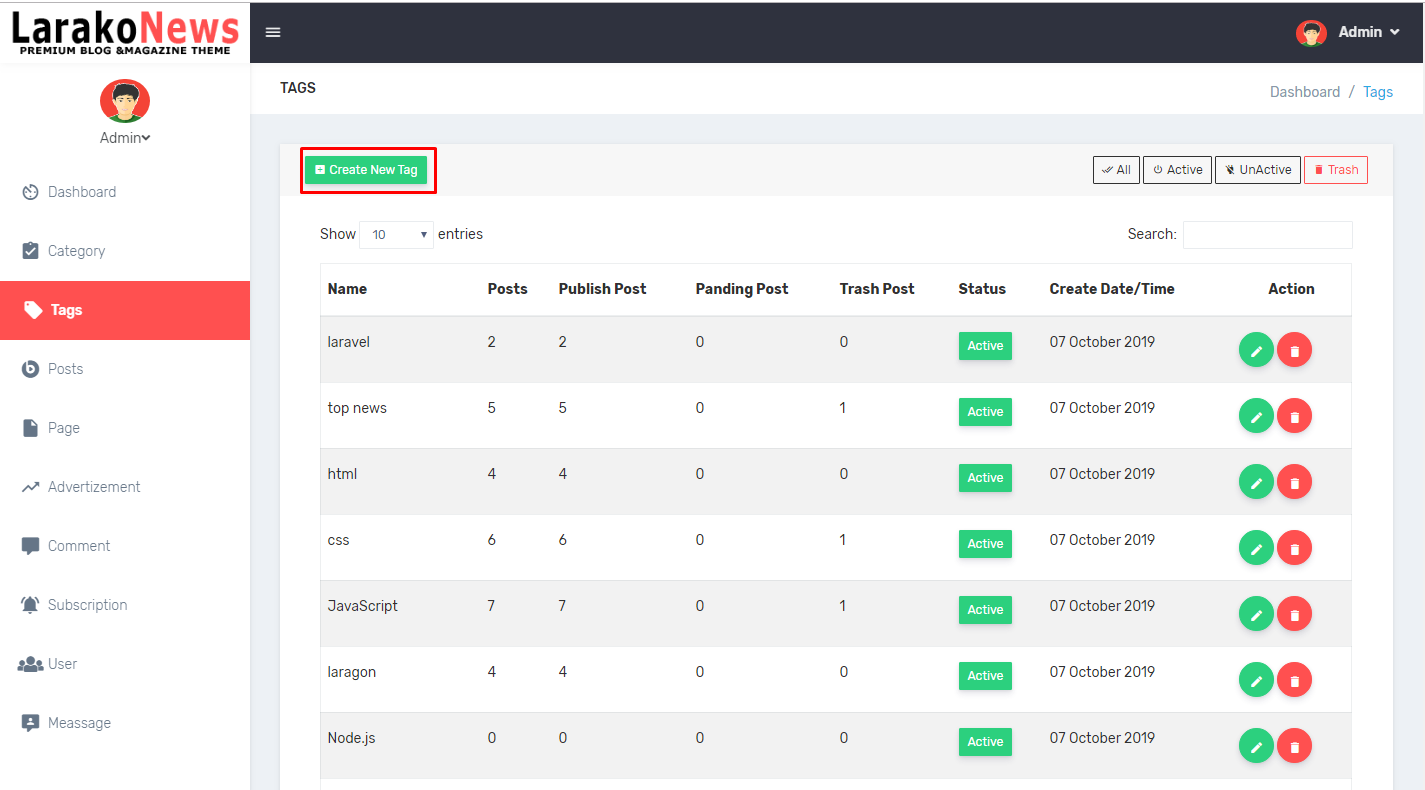 LarakoNews
PREMIUM BLOG &MAGAZINE THEME
Admin
Admin
Dashboard
Category
Tags
Posts
Page
Advertizement
Comment
Subscription
User
Meassage
TAGS
Dashboard / Tags
Create New Tag
All Active UnActive Trash
Show 10 entries Search:
Name Posts Publish Post Panding Post Trash Post Status Create Date/Time Action
laravel 2 2 0 0 Active 07 October 2019
top news 5 5 0 1 Active 07 October 2019
html 4 4 0 0 Active 07 October 2019
css 6 6 0 1 Active 07 October 2019
JavaScript 7 7 0 1 Active 07 October 2019
laragon 4 4 0 0 Active 07 October 2019
Node.js 0 0 0 0 Active 07 October 2019